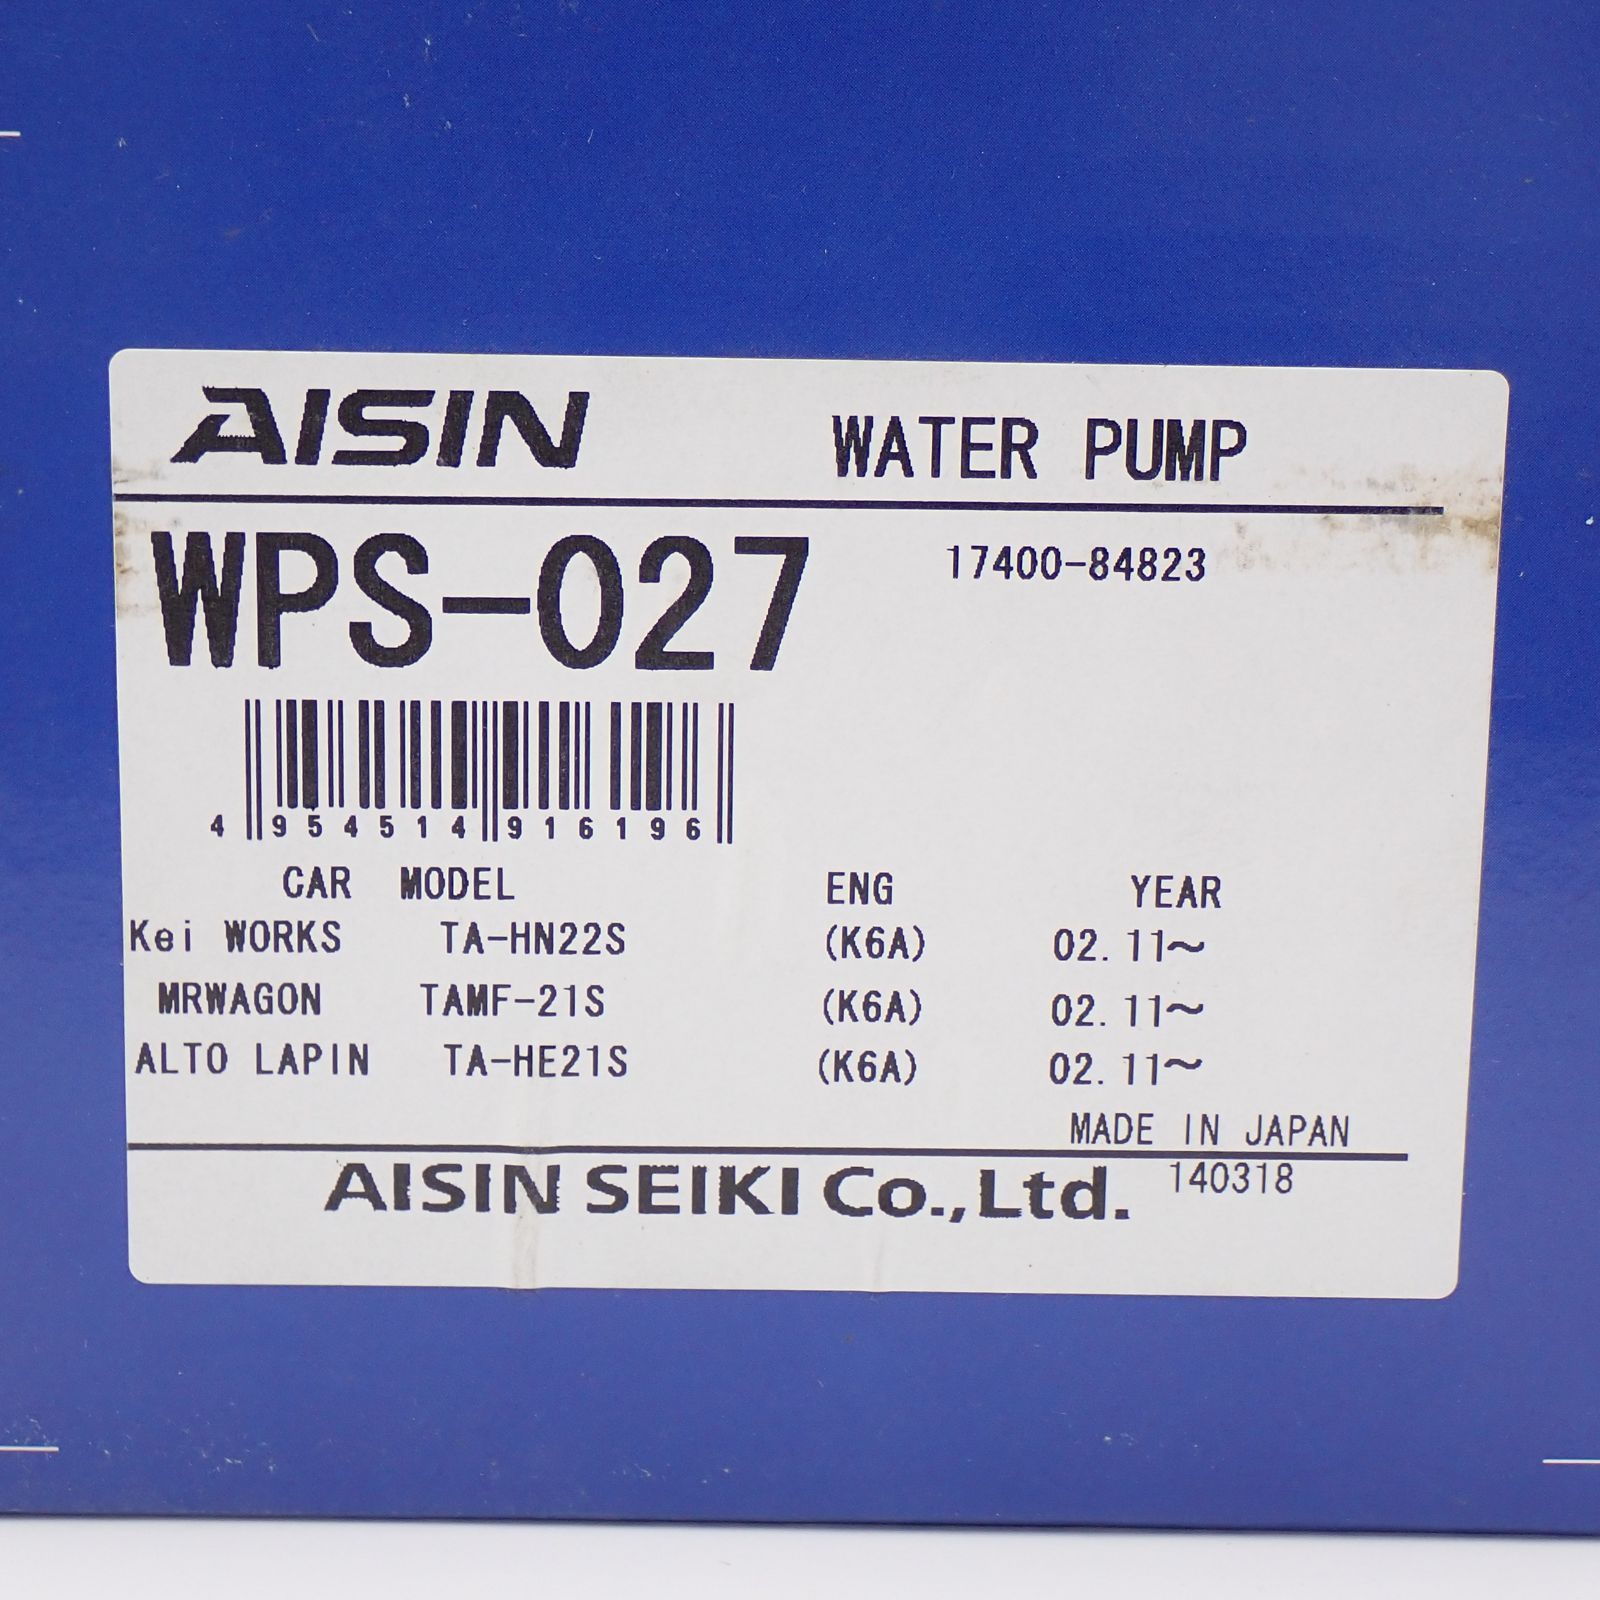 AISIN WATER PUMP
WPS-027 17400-84823
4 954514 916196
CAR MODEL ENG YEAR
Kei WORKS TA-HN22S (K6A) 02. 11~
MRWAGON TAMF-21S (K6A) 02. 11~
ALTO LAPIN TA-HE21S (K6A) 02. 11~
MADE IN JAPAN
AISIN SEIKI Co.,Ltd. 140318